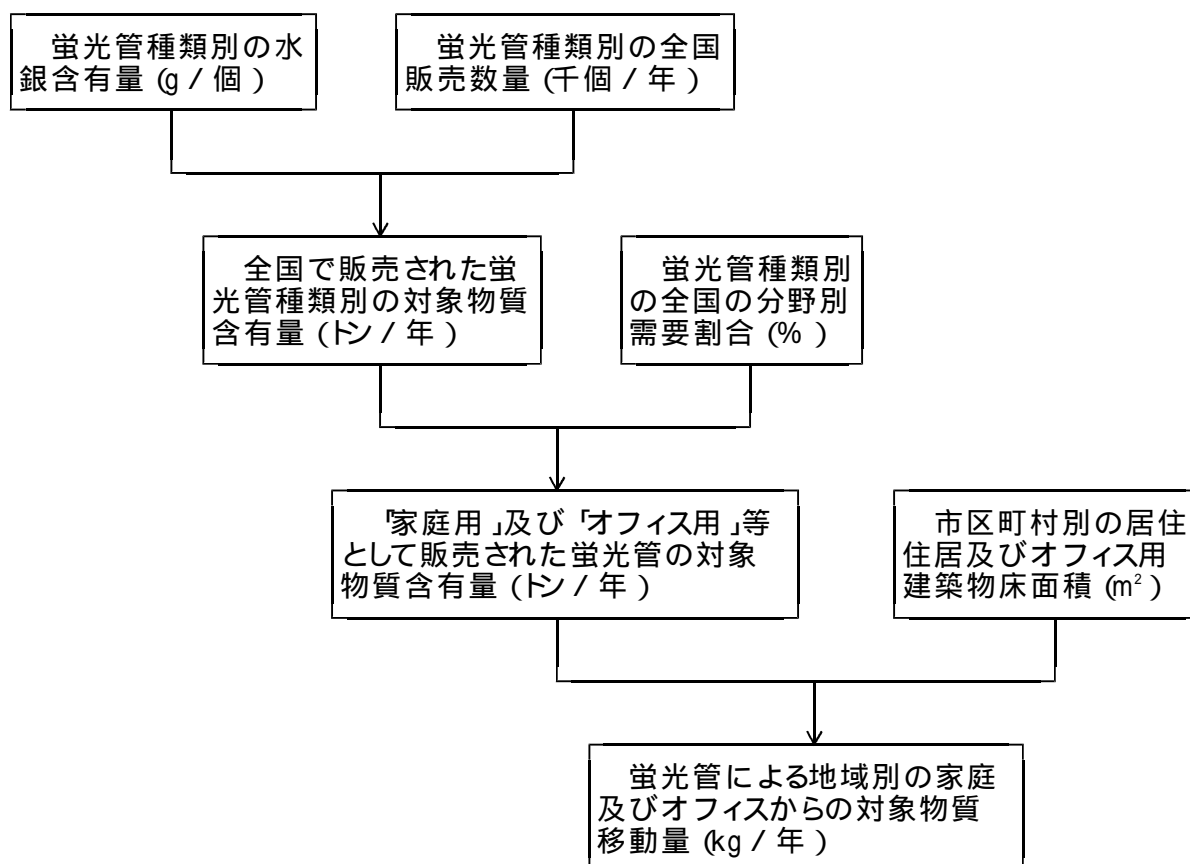 蛍光管種類別の水
銀含有量(g/個)
蛍光管種類別の全国
販売数量(千個/年)
全国で販売された蛍
光管種類別の対象物質
含有量(トン/年)
蛍光管種類別
の全国の分野別
需要割合(%)
「家庭用」及び「オフィス用」等
として販売された蛍光管の対象
物質含有量(トン/年)
市区町村別の居住
住居及びオフィス用
建築物床面積(m²)
蛍光管による地域別の家庭
及びオフィスからの対象物質
移動量(kg/年)